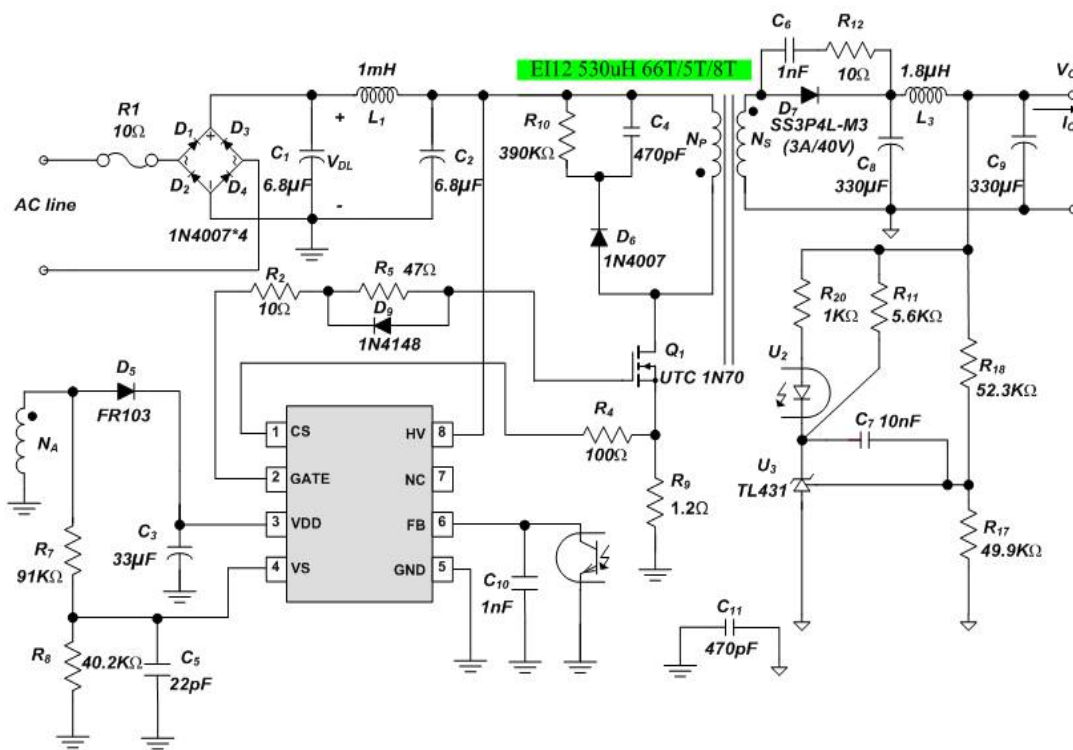 EI12 530uH 66T/5T/8T
C6
1nF
R12
10Ω
1mH
L1
1.8µH
L3
R1
10Ω
D1
D3
D2
D4
1N4007*4
AC line
C1
6.8µF
+
VDL
-
C2
6.8µF
R10
390KΩ
C4
470pF
NP
NS
D7
SS3P4L-M3
(3A/40V)
C8
330µF
C9
330µF
D6
1N4007
R2
10Ω
R5 47Ω
D9
1N4148
Q1
UTC 1N70
R20
1KΩ
R11
5.6KΩ
U2
R18
52.3KΩ
D5
FR103
NA
R4
100Ω
C7 10nF
U3
TL431
R9
1.2Ω
R17
49.9KΩ
1 CS HV 8
2 GATE NC 7
3 VDD FB 6
4 VS GND 5
C3
33µF
R7
91KΩ
R8
40.2KΩ
C5
22pF
C10
1nF
C11
470pF